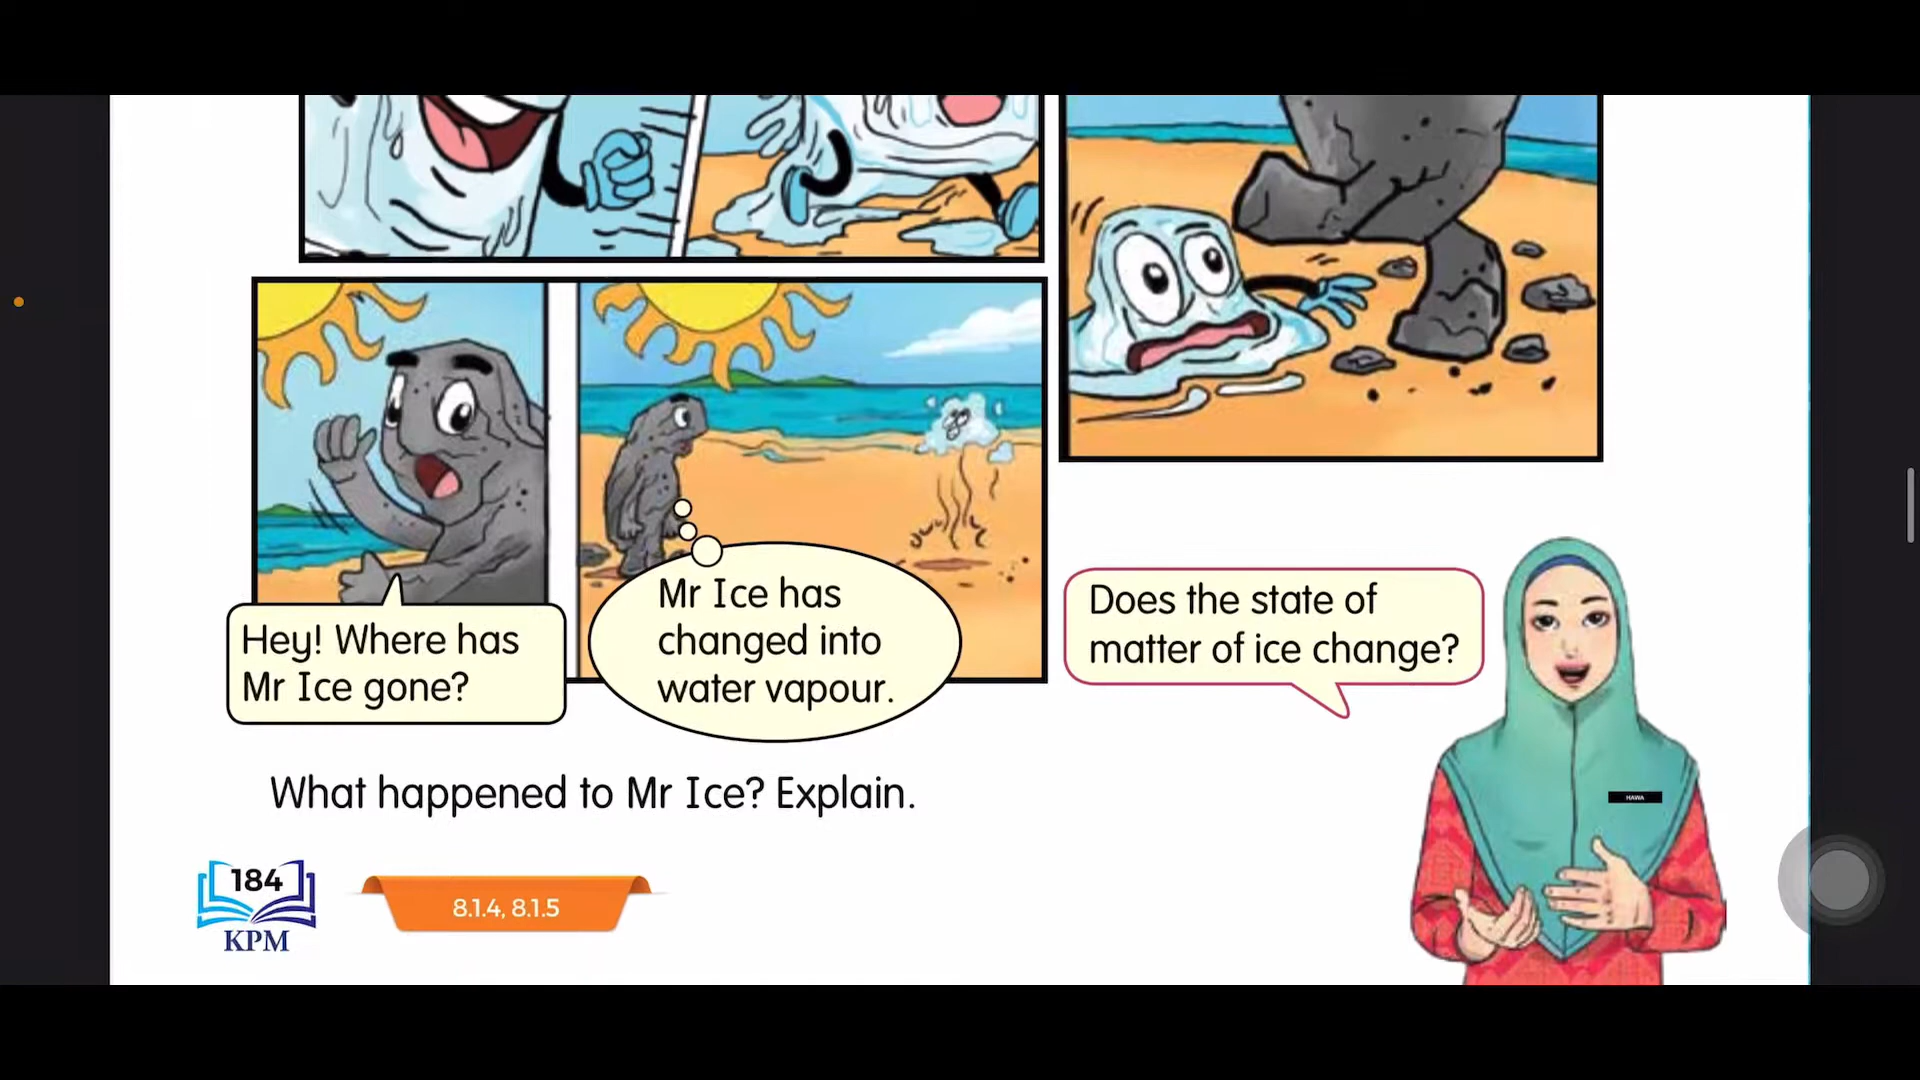 Hey! Where has
Mr Ice gone?
Mr Ice has
changed into
water vapour.
Does the state of
matter of ice change?
HAWA
What happened to Mr Ice? Explain.
184
KPM
8.1.4, 8.1.5